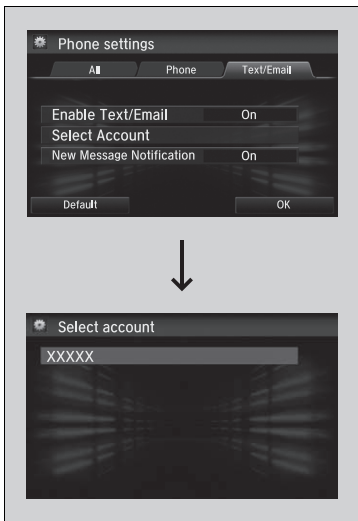 Phone settings
All Phone Text/Email
Enable Text/Email On
Select Account
New Message Notification On
Default OK
Select account
XXXXX